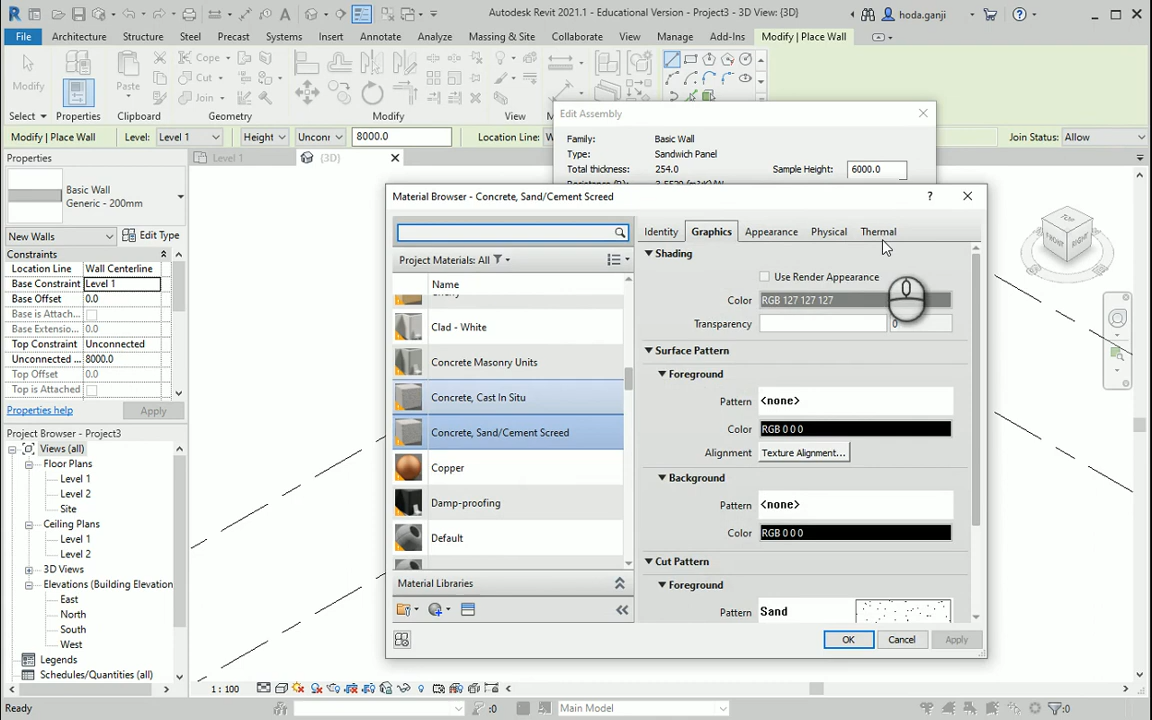 Autodesk Revit 2021.1 - Educational Version - Project3 - 3D View: {3D}
hoda.ganji
File Architecture Structure Steel Precast Systems Insert Annotate Analyze Massing & Site Collaborate View Manage Add-Ins Modify | Place Wall
Modify
Properties
Paste
Cope
Cut
Join
Select Properties Clipboard Geometry Modify View
Modify | Place Wall Level: Level 1 Height Uncon 8000.0 Location Line: Join Status: Allow
Properties
Basic Wall
Generic - 200mm
New Walls Edit Type
Constraints
Location Line Wall Centerline
Base Constraint Level 1
Base Offset 0.0
Base is Attach...
Base Extensio...
Top Constraint Unconnected
Unconnected ... 8000.0
Top Offset 0.0
Top is Attached
Properties help Apply
Project Browser - Project3
Views (all)
Floor Plans
Level 1
Level 2
Site
Ceiling Plans
Level 1
Level 2
3D Views
Elevations (Building Elevation
East
North
South
West
Legends
Schedules/Quantities (all)
Level 1
{3D}
Edit Assembly
Family: Basic Wall
Type: Sandwich Panel
Total thickness: 254.0 Sample Height: 6000.0
Material Browser - Concrete, Sand/Cement Screed
Project Materials: All
Name
Clad - White
Concrete Masonry Units
Concrete, Cast In Situ
Concrete, Sand/Cement Screed
Copper
Damp-proofing
Default
Material Libraries
Identity Graphics Appearance Physical Thermal
Shading
Use Render Appearance
Color RGB 127 127 127
Transparency 0
Surface Pattern
Foreground
Pattern <none>
Color RGB 0 0 0
Alignment Texture Alignment...
Background
Pattern <none>
Color RGB 0 0 0
Cut Pattern
Foreground
Pattern Sand
OK Cancel Apply
TOP
FRONT
RIGHT
1 : 100
Ready :0 Main Model :0